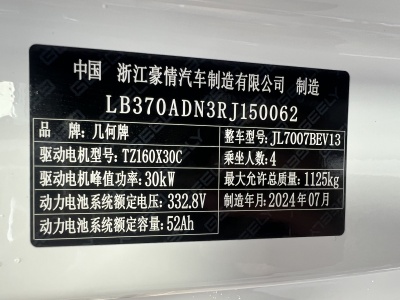 中国 浙江豪情汽车制造有限公司 制造
LB370ADN3RJ150062
品 牌:几何牌 整车型号:JL7007BEV13
驱动电机型号:TZ160X30C 乘坐人数:4
驱动电机峰值功率:30kW 最大允许总质量:1125kg
动力电池系统额定电压:332.8V 制造年月:2024年07月
动力电池系统额定容量:52Ah